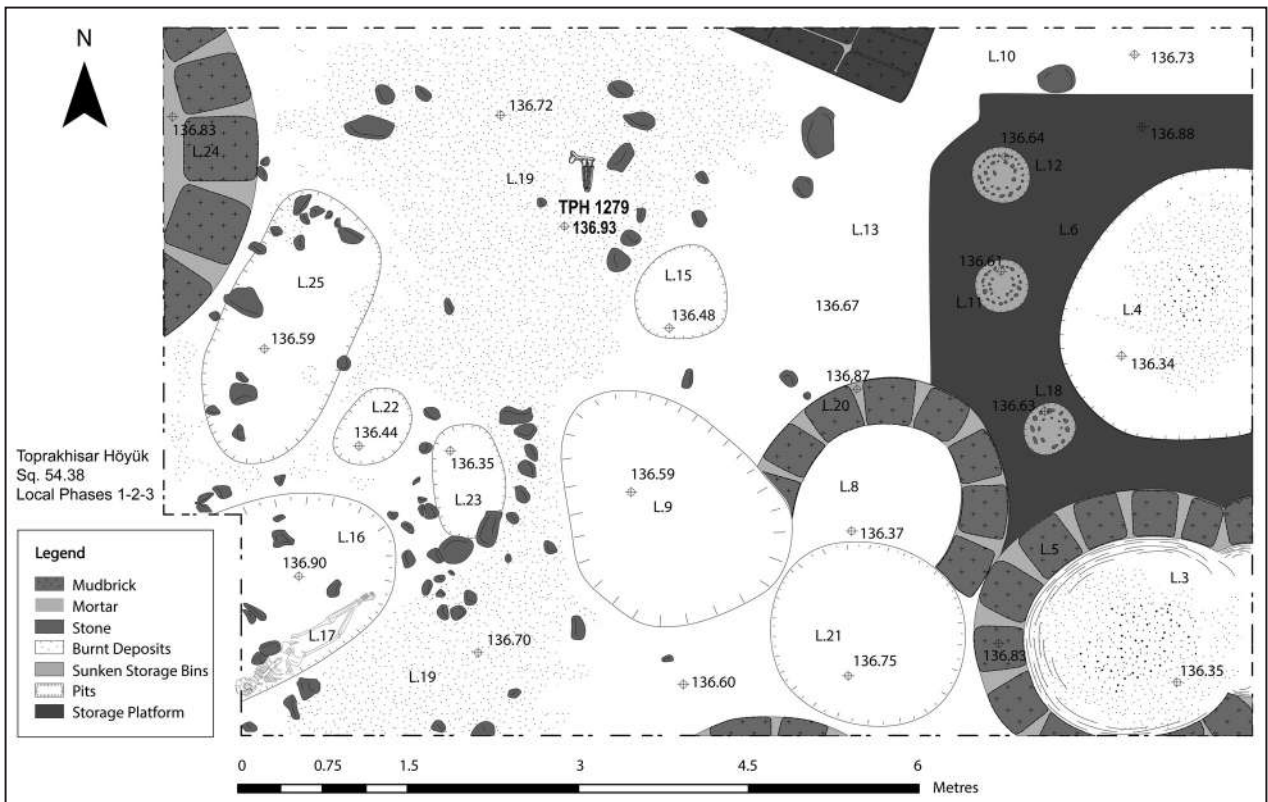 N
L.10
136.73
136.72
136.83
L.24
136.88
136.64
L.12
L.19
TPH 1279
136.93
L.13
L.6
L.25
L.15
136.61
L.11
136.67
L.4
136.48
136.59
136.34
136.87
L.20
L.18
136.63
L.22
136.44
Toprakhisar Höyük
Sq. 54.38
Local Phases 1-2-3
136.35
L.23
136.59
L.9
L.8
136.37
L.16
136.90
L.5
L.3
L.17
136.70
L.19
L.21
136.75
136.60
136.83
136.35
Legend
Mudbrick
Mortar
Stone
Burnt Deposits
Sunken Storage Bins
Pits
Storage Platform
0 0.75 1.5 3 4.5 6
Metres